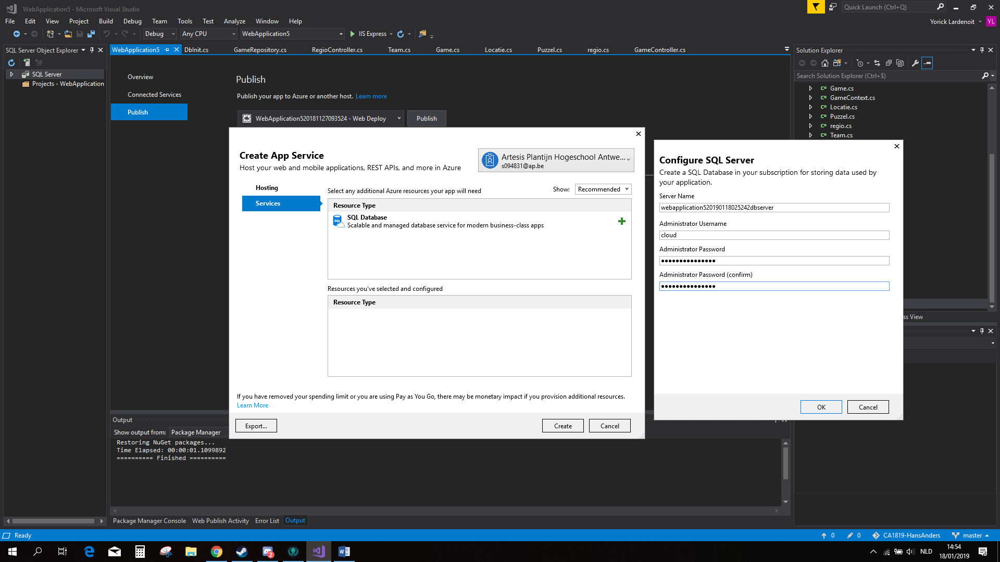 WebApplication5 - Microsoft Visual Studio
Quick Launch (Ctrl+Q)
File Edit View Project Build Debug Team Tools Test Analyze Window Help
Yorick Lardenoit YL
Debug Any CPU WebApplication5 IIS Express
SQL Server Object Explorer
SQL Server
Projects - WebApplication
WebApplication5 DbInit.cs GameRepository.cs RegioController.cs Team.cs Game.cs Locatie.cs Puzzel.cs regio.cs GameController.cs
Overview
Connected Services
Publish
Publish
Publish your app to Azure or another host. Learn more
WebApplication520181127093524 - Web Deploy Publish
Solution Explorer
Search Solution Explorer (Ctrl+$)
C# Game.cs
C# GameContext.cs
C# Locatie.cs
C# Puzzel.cs
C# regio.cs
C# Team.cs
ss View
Create App Service
Host your web and mobile applications, REST APIs, and more in Azure
Artesis Plantijn Hogeschool Antwe...
s094831@ap.be
Hosting
Services
Select any additional Azure resources your app will need
Show: Recommended
Resource Type
SQL
SQL Database
Scalable and managed database service for modern business-class apps
Resources you've selected and configured
Resource Type
If you have removed your spending limit or you are using Pay as You Go, there may be monetary impact if you provision additional resources.
Learn More
Export... Create Cancel
Configure SQL Server
Create a SQL Database in your subscription for storing data used by
your application.
Server Name
webapplication520190118025242dbserver
Administrator Username
cloud
Administrator Password
●●●●●●●●●●●●●●●
Administrator Password (confirm)
●●●●●●●●●●●●●●●
OK Cancel
Output
Show output from: Package Manager
Restoring NuGet packages...
Time Elapsed: 00:00:01.1099892
========== Finished ==========
Package Manager Console Web Publish Activity Error List Output
Ready
0 0 CA1819-HansAnders master
2
NLD
14:54
18/01/2019